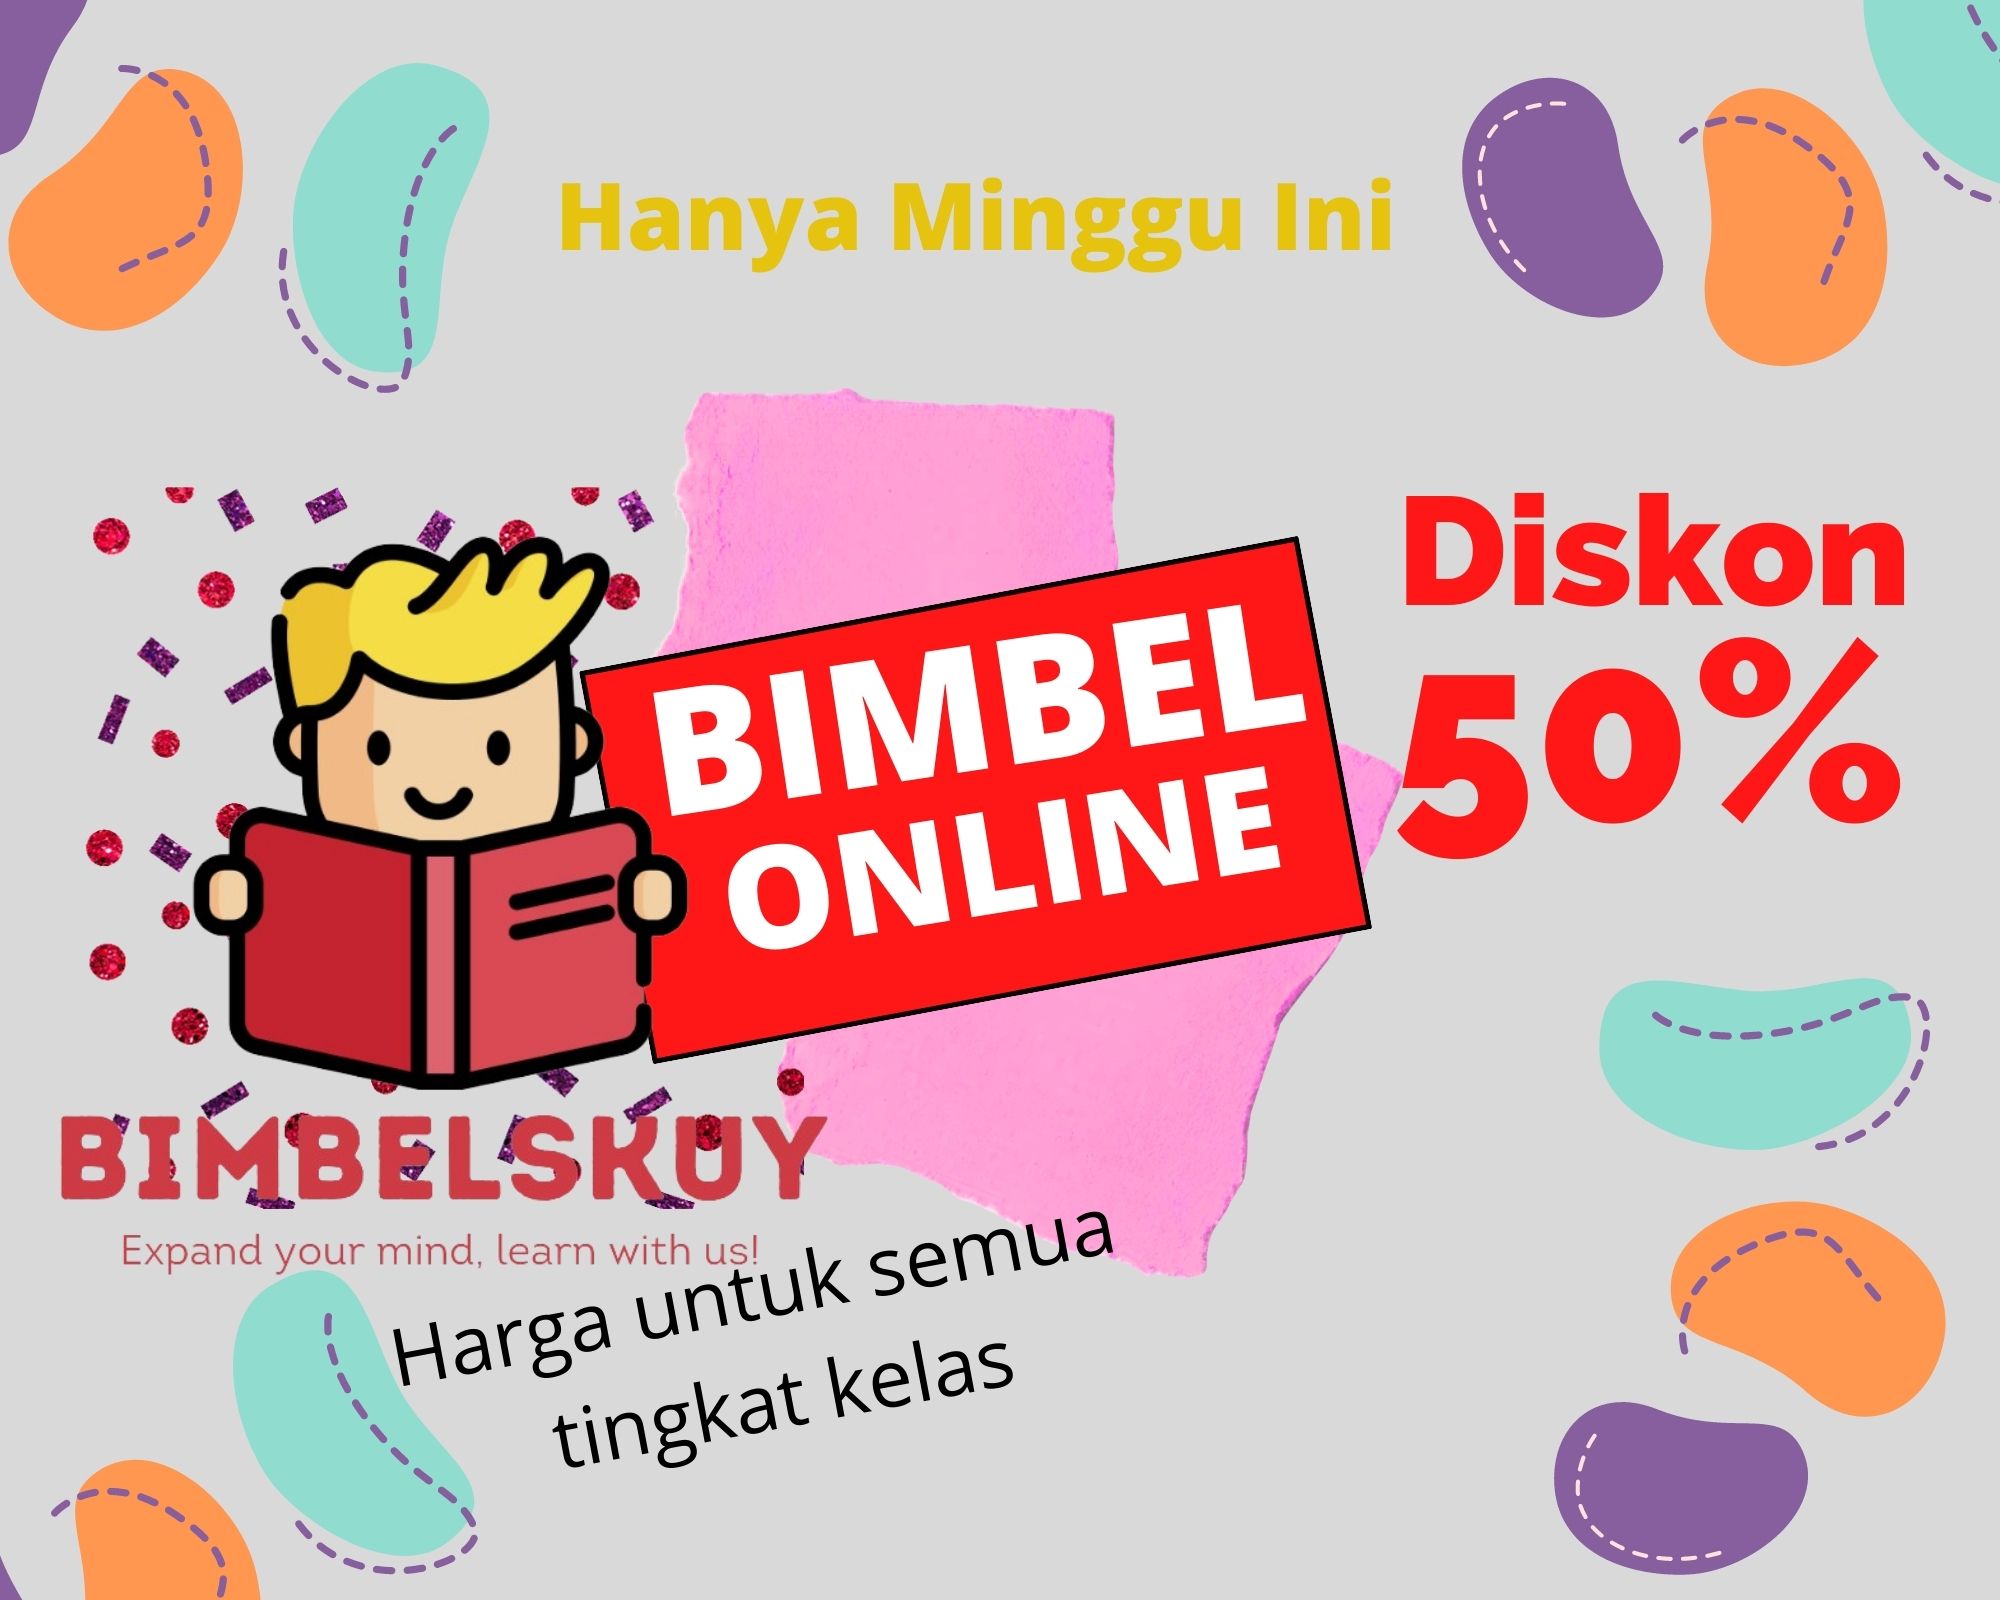 Hanya Minggu Ini
Diskon
50%
BIMBEL
ONLINE
BIMBELSKUY
Expand your mind, learn with us!
Harga untuk semua
tingkat kelas